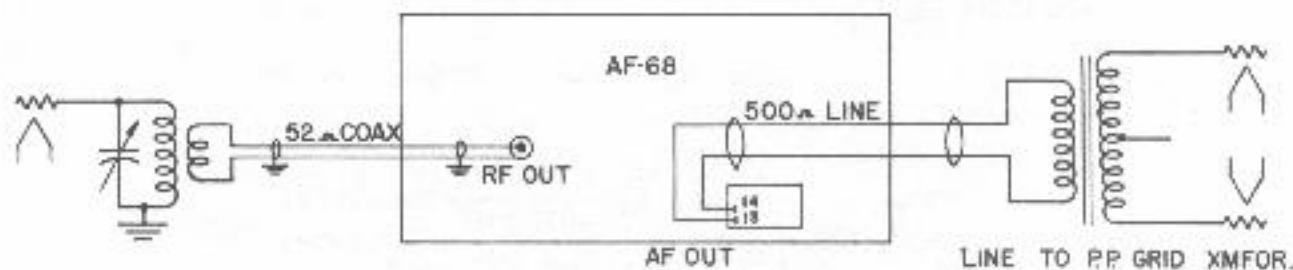 AF-68
52Ω COAX
500Ω LINE
RF OUT
14
13
AF OUT
LINE TO P.P. GRID XMFOR.